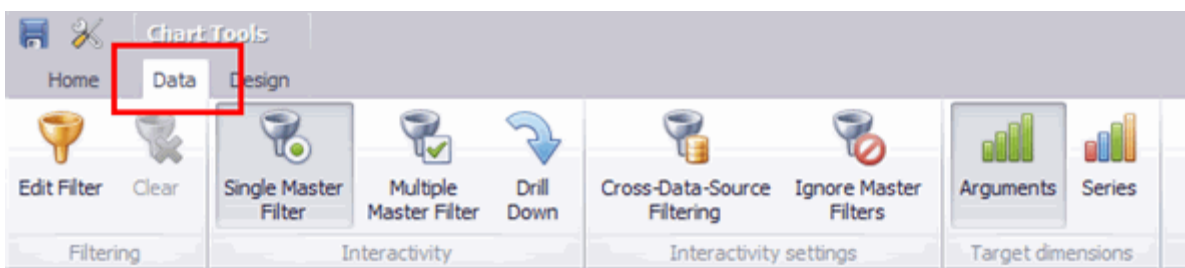 Chart Tools
Home Data Design
Edit Filter Clear Single Master Filter Multiple Master Filter Drill Down Cross-Data-Source Filtering Ignore Master Filters Arguments Series
Filtering Interactivity Interactivity settings Target dimensions